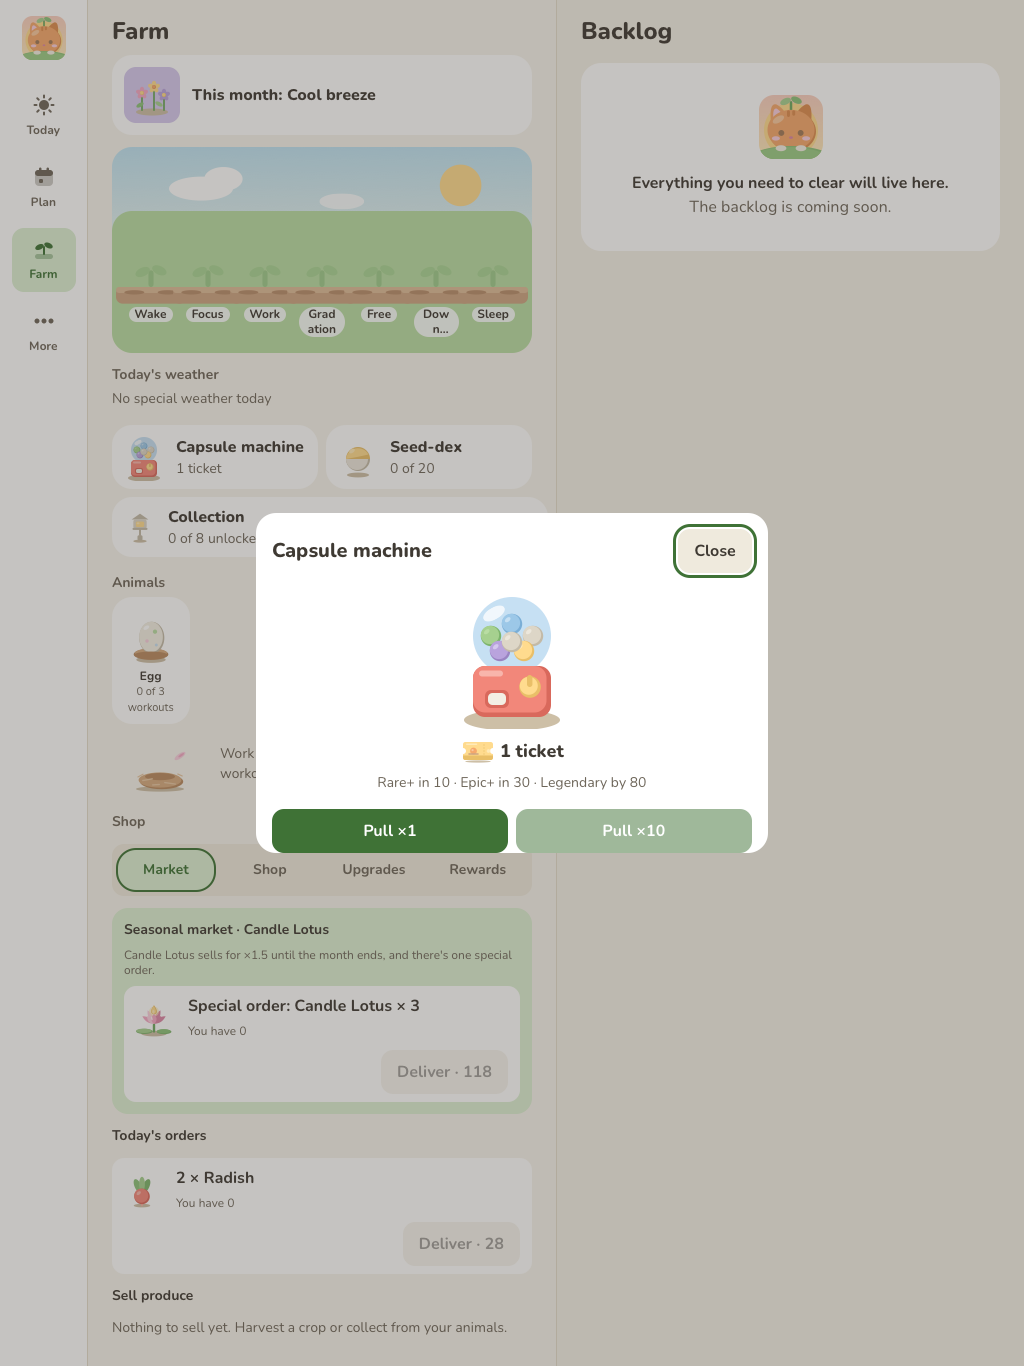 Farm
Backlog
This month: Cool breeze
Today
Plan
Farm
More
Everything you need to clear will live here.
The backlog is coming soon.
Wake
Focus
Work
Grad
ation
Free
Dow
n...
Sleep
Today's weather
No special weather today
Capsule machine
1 ticket
Seed-dex
0 of 20
Collection
0 of 8 unlocke
Animals
Egg
0 of 3
workouts
Work
worko
Capsule machine
Close
1 ticket
Rare+ in 10 · Epic+ in 30 · Legendary by 80
Pull ×1
Pull ×10
Shop
Market
Shop
Upgrades
Rewards
Seasonal market · Candle Lotus
Candle Lotus sells for ×1.5 until the month ends, and there's one special
order.
Special order: Candle Lotus × 3
You have 0
Deliver · 118
Today's orders
2 × Radish
You have 0
Deliver · 28
Sell produce
Nothing to sell yet. Harvest a crop or collect from your animals.